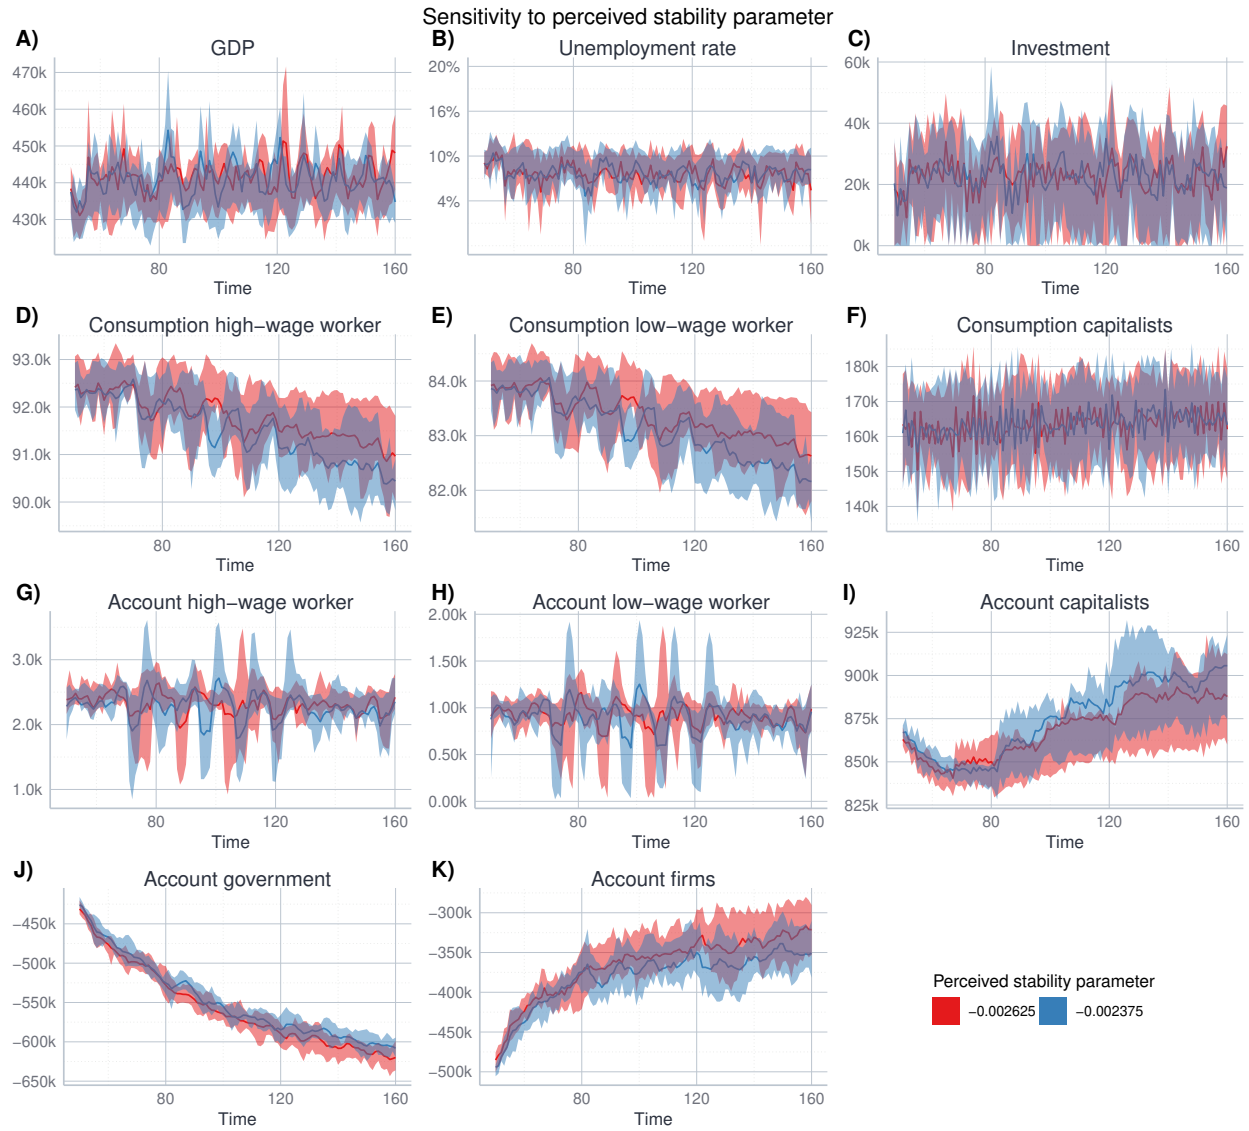 Sensitivity to perceived stability parameter
A)
GDP
470k
460k
450k
440k
430k
80
120
160
Time
B)
Unemployment rate
20%
16%
10%
4%
80
120
160
Time
C)
Investment
60k
40k
20k
0k
80
120
160
Time
D)
Consumption high−wage worker
93.0k
92.0k
91.0k
90.0k
80
120
160
Time
E)
Consumption low−wage worker
84.0k
83.0k
82.0k
80
120
160
Time
F)
Consumption capitalists
180k
170k
160k
150k
140k
80
120
160
Time
G)
Account high−wage worker
3.0k
2.0k
1.0k
80
120
160
Time
H)
Account low−wage worker
2.00k
1.50k
1.00k
0.50k
0.00k
80
120
160
Time
I)
Account capitalists
925k
900k
875k
850k
825k
80
120
160
Time
J)
Account government
−450k
−500k
−550k
−600k
−650k
80
120
160
Time
K)
Account firms
−300k
−350k
−400k
−450k
−500k
80
120
160
Time
Perceived stability parameter
−0.002625
−0.002375